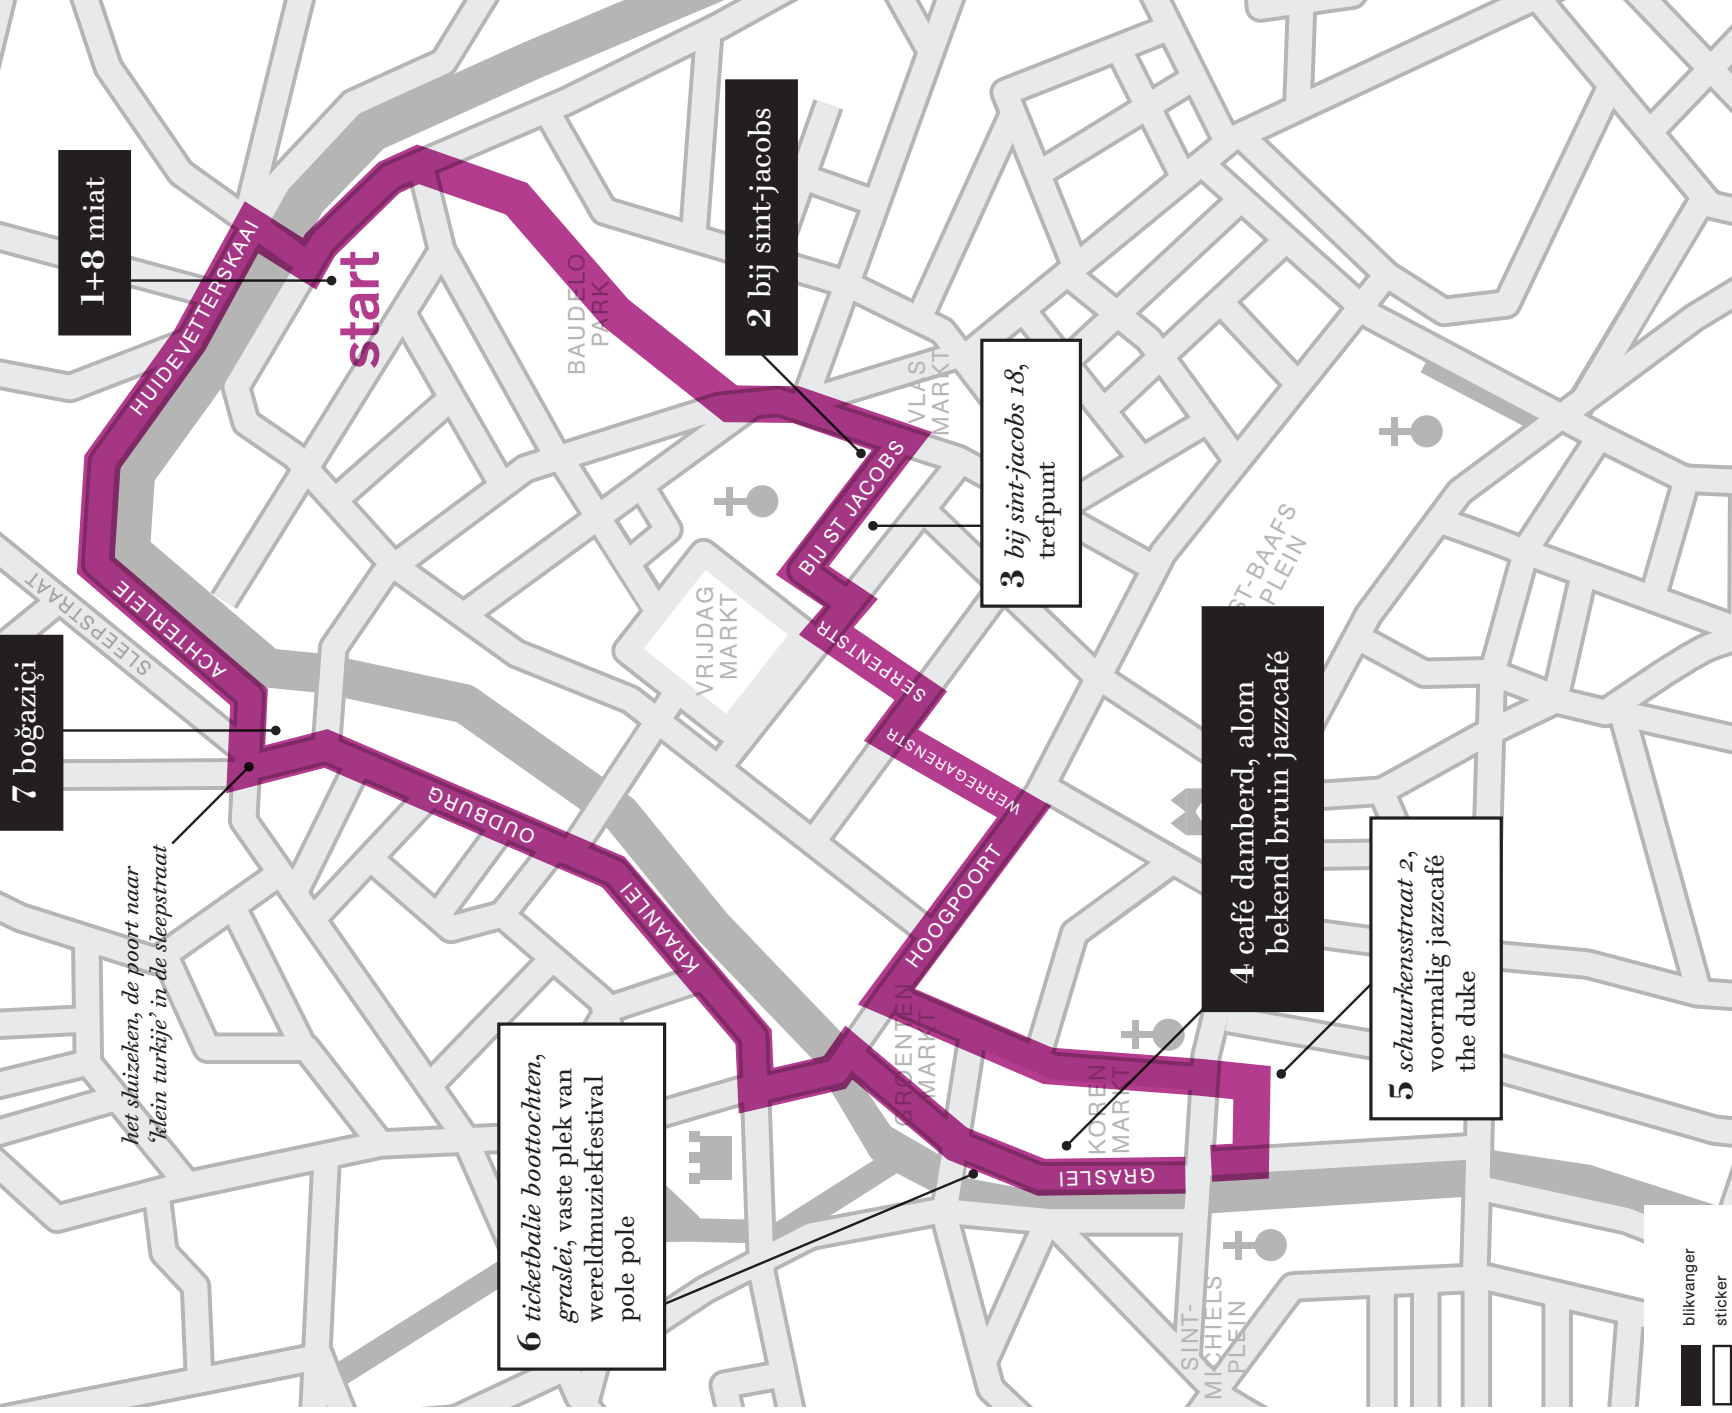 1+8 miat
start
2 bij sint-jacobs
3 bij sint-jacobs 18,
trefpunt
4 café damberd, alom
bekend bruin jazzcafé
5 schuurkensstraat 2,
voormalig jazzcafé
the duke
6 ticketbalie boottochten,
graslei, vaste plek van
wereldmuziekfestival
pole pole
7 boğaziçi
het sluizeken, de poort naar
‘klein turkije’ in de sleepstraat
HUIDEVETTERSKAAI
ACHTERLEIE
SLEEPSTRAAT
OUDBURG
KRAANLEI
BAUDELO
PARK
VLAS
MARKT
BIJ ST JACOBS
VRIJDAG
MARKT
SERPENTSTR
WERREGARENSTR
HOOGPOORT
GROENTEN
MARKT
KOREN
MARKT
GRASLEI
ST-BAAFS
PLEIN
SINT-
MICHIELS
PLEIN
blikvanger
sticker